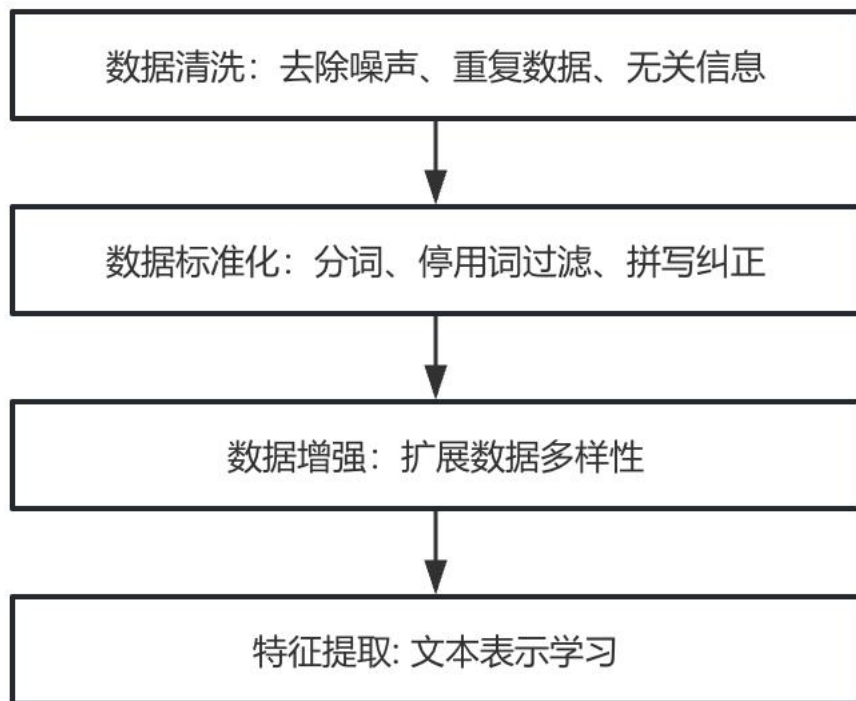 数据清洗：去除噪声、重复数据、无关信息
数据标准化：分词、停用词过滤、拼写纠正
数据增强：扩展数据多样性
特征提取: 文本表示学习